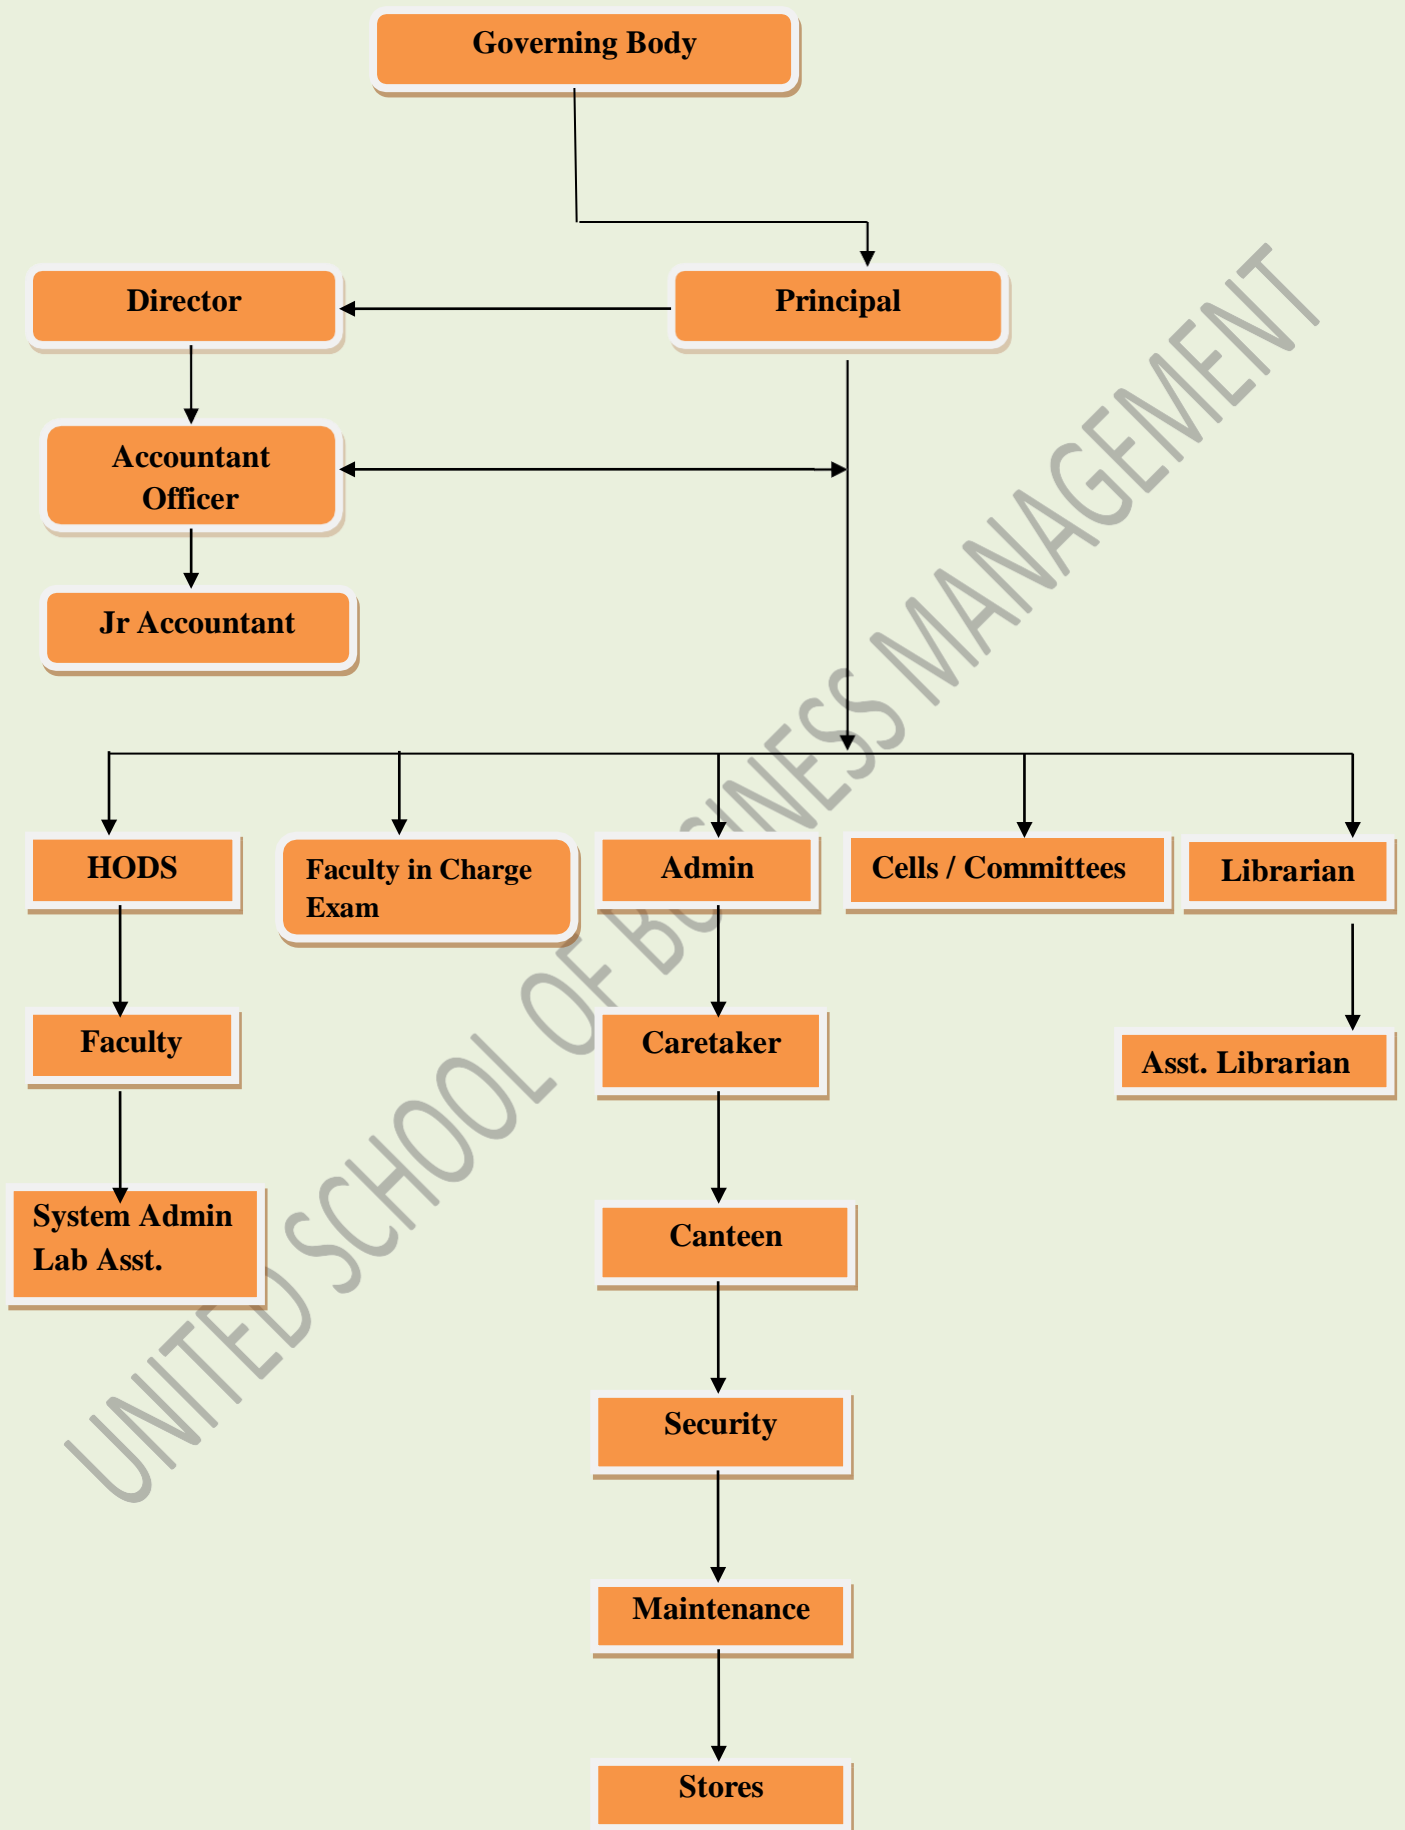 Governing Body
Director
Principal
Accountant
Officer
Jr Accountant
HODS
Faculty in Charge
Exam
Admin
Cells / Committees
Librarian
Faculty
Caretaker
Asst. Librarian
System Admin
Lab Asst.
Canteen
Security
Maintenance
Stores
UNITED SCHOOL OF BUSINESS MANAGEMENT